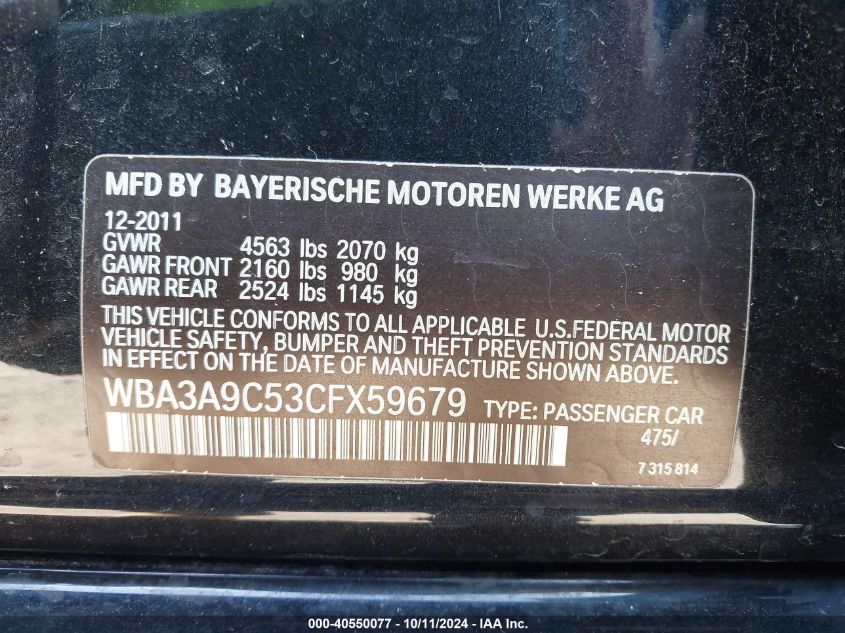 MFD BY BAYERISCHE MOTOREN WERKE AG
12-2011
GVWR 4563 lbs 2070 kg
GAWR FRONT 2160 lbs 980 kg
GAWR REAR 2524 lbs 1145 kg
THIS VEHICLE CONFORMS TO ALL APPLICABLE U.S.FEDERAL MOTOR
VEHICLE SAFETY, BUMPER AND THEFT PREVENTION STANDARDS
IN EFFECT ON THE DATE OF MANUFACTURE SHOWN ABOVE.
WBA3A9C53CFX59679 TYPE: PASSENGER CAR
475/
7 315 814
000-40550077 - 10/11/2024 - IAA